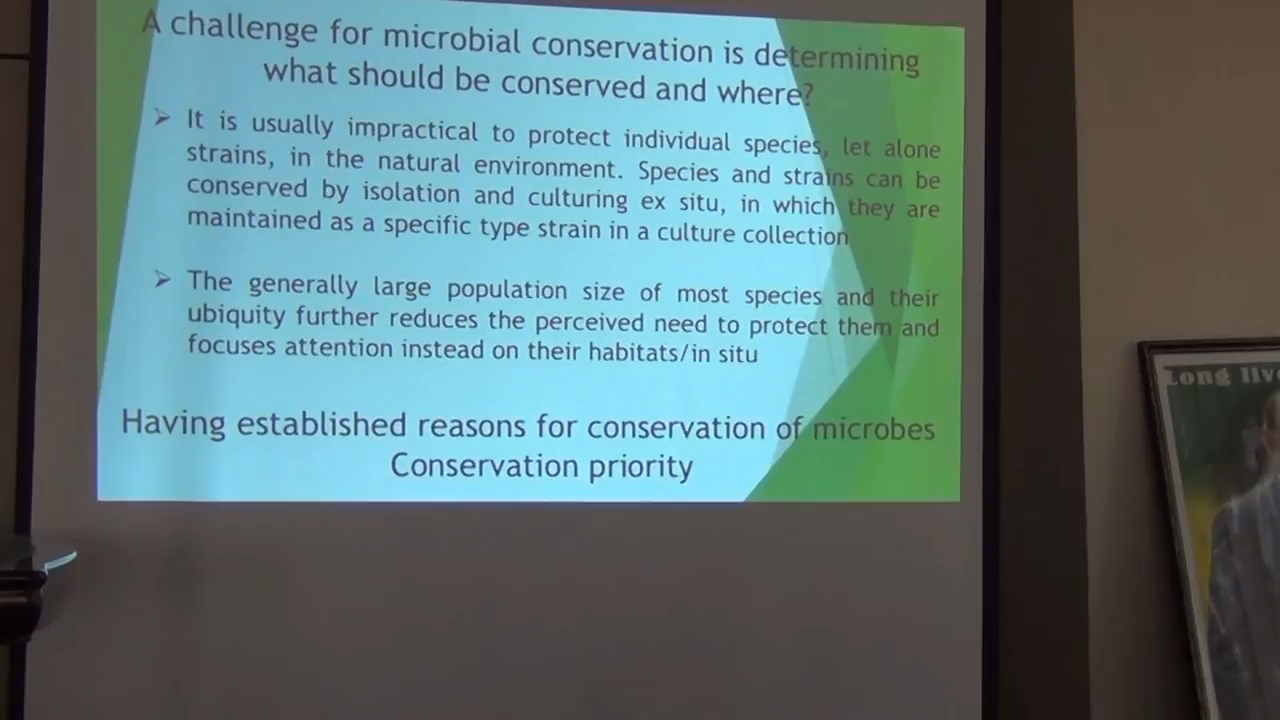 A challenge for microbial conservation is determining
what should be conserved and where?
➢ It is usually impractical to protect individual species, let alone
strains, in the natural environment. Species and strains can be
conserved by isolation and culturing ex situ, in which they are
maintained as a specific type strain in a culture collection
➢ The generally large population size of most species and their
ubiquity further reduces the perceived need to protect them and
focuses attention instead on their habitats/in situ
Having established reasons for conservation of microbes
Conservation priority
Long liv